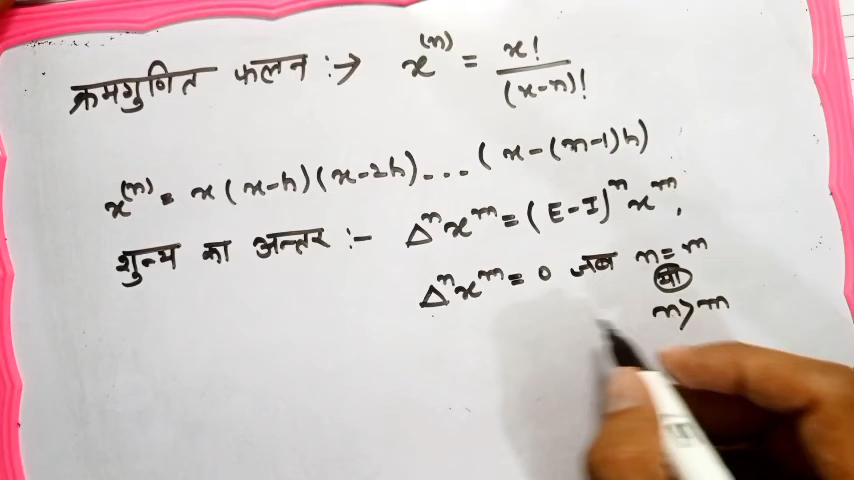 क्रमगुणित फलन :→ x^(n) = x! / (x-n)!
x^(n) = x(x-h)(x-2h)...(x-(n-1)h)
शुन्य का अन्तर :- Δ^n x^m = (E-I)^n x^m,
Δ^n x^m = 0 जब n=m
या
n>m